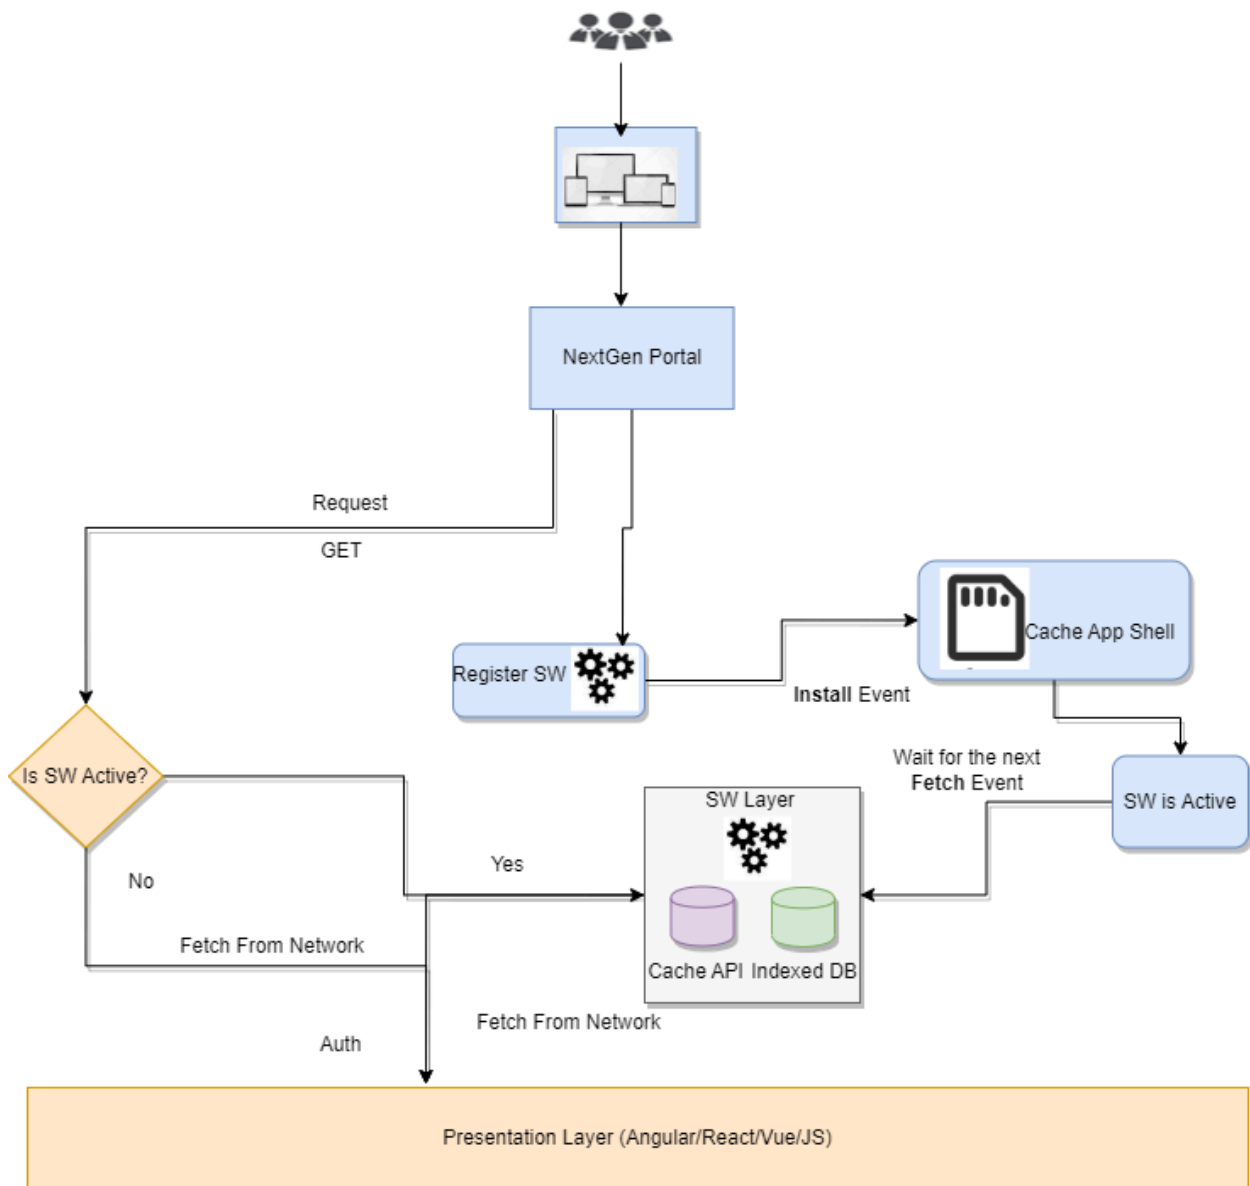 NextGen Portal
Request
GET
Register SW
Cache App Shell
Install Event
Wait for the next
Fetch Event
SW is Active
Is SW Active?
SW Layer
Yes
No
Fetch From Network
Cache API
Indexed DB
Fetch From Network
Auth
Presentation Layer (Angular/React/Vue/JS)